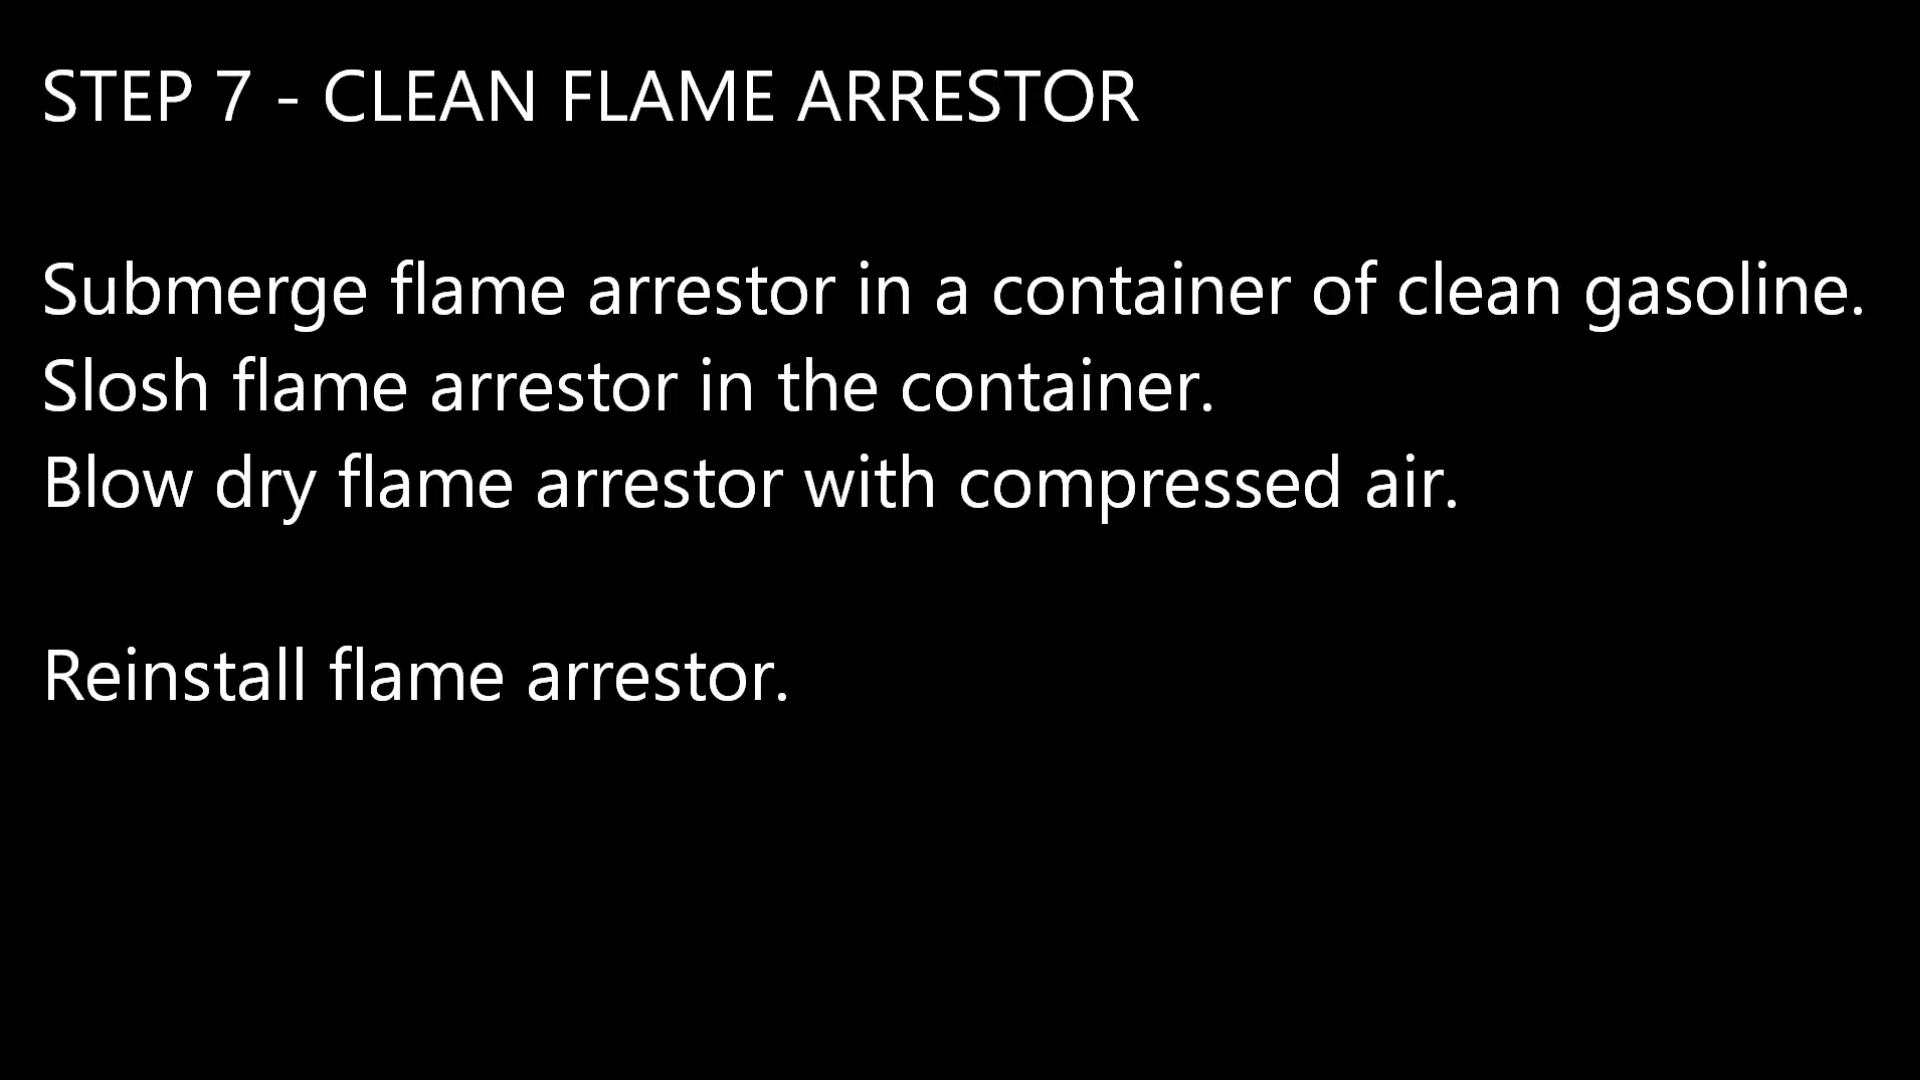 STEP 7 - CLEAN FLAME ARRESTOR
Submerge flame arrestor in a container of clean gasoline.
Slosh flame arrestor in the container.
Blow dry flame arrestor with compressed air.
Reinstall flame arrestor.